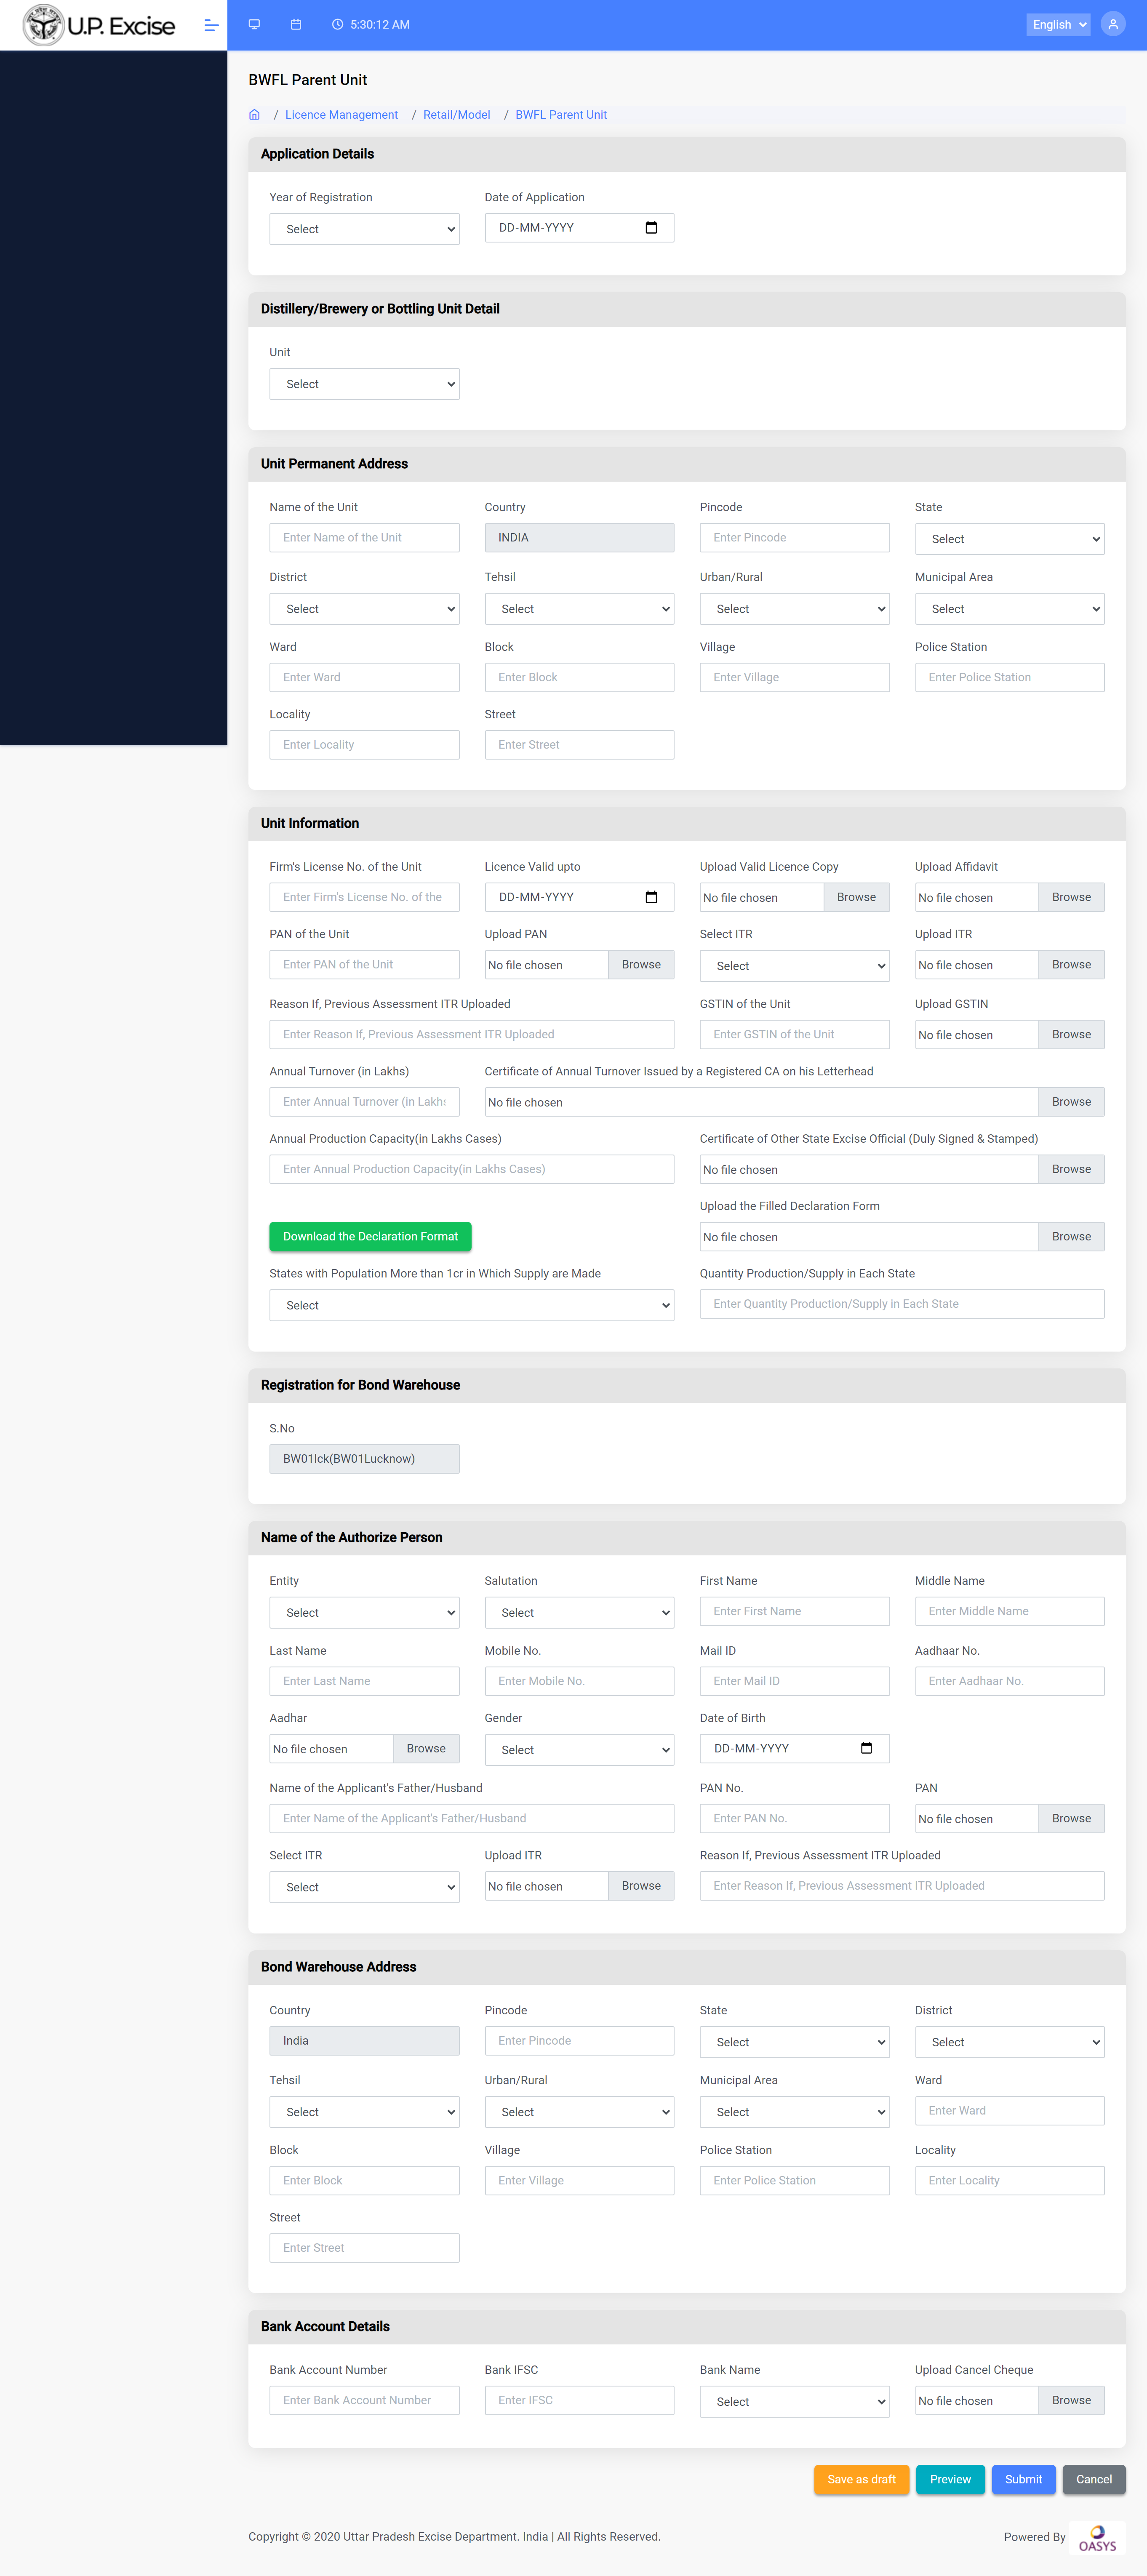 U.P. Excise
5:30:12 AM
English
BWFL Parent Unit
/ Licence Management / Retail/Model / BWFL Parent Unit
Application Details
Year of Registration Date of Application
Select DD-MM-YYYY
Distillery/Brewery or Bottling Unit Detail
Unit
Select
Unit Permanent Address
Name of the Unit Country Pincode State
Enter Name of the Unit INDIA Enter Pincode Select
District Tehsil Urban/Rural Municipal Area
Select Select Select Select
Ward Block Village Police Station
Enter Ward Enter Block Enter Village Enter Police Station
Locality Street
Enter Locality Enter Street
Unit Information
Firm's License No. of the Unit Licence Valid upto Upload Valid Licence Copy Upload Affidavit
Enter Firm's License No. of the DD-MM-YYYY No file chosen Browse No file chosen Browse
PAN of the Unit Upload PAN Select ITR Upload ITR
Enter PAN of the Unit No file chosen Browse Select No file chosen Browse
Reason If, Previous Assessment ITR Uploaded GSTIN of the Unit Upload GSTIN
Enter Reason If, Previous Assessment ITR Uploaded Enter GSTIN of the Unit No file chosen Browse
Annual Turnover (in Lakhs) Certificate of Annual Turnover Issued by a Registered CA on his Letterhead
Enter Annual Turnover (in Lakhs No file chosen Browse
Annual Production Capacity(in Lakhs Cases) Certificate of Other State Excise Official (Duly Signed & Stamped)
Enter Annual Production Capacity(in Lakhs Cases) No file chosen Browse
Upload the Filled Declaration Form
Download the Declaration Format No file chosen Browse
States with Population More than 1cr in Which Supply are Made Quantity Production/Supply in Each State
Select Enter Quantity Production/Supply in Each State
Registration for Bond Warehouse
S.No
BW01lck(BW01Lucknow)
Name of the Authorize Person
Entity Salutation First Name Middle Name
Select Select Enter First Name Enter Middle Name
Last Name Mobile No. Mail ID Aadhaar No.
Enter Last Name Enter Mobile No. Enter Mail ID Enter Aadhaar No.
Aadhar Gender Date of Birth
No file chosen Browse Select DD-MM-YYYY
Name of the Applicant's Father/Husband PAN No. PAN
Enter Name of the Applicant's Father/Husband Enter PAN No. No file chosen Browse
Select ITR Upload ITR Reason If, Previous Assessment ITR Uploaded
Select No file chosen Browse Enter Reason If, Previous Assessment ITR Uploaded
Bond Warehouse Address
Country Pincode State District
India Enter Pincode Select Select
Tehsil Urban/Rural Municipal Area Ward
Select Select Select Enter Ward
Block Village Police Station Locality
Enter Block Enter Village Enter Police Station Enter Locality
Street
Enter Street
Bank Account Details
Bank Account Number Bank IFSC Bank Name Upload Cancel Cheque
Enter Bank Account Number Enter IFSC Select No file chosen Browse
Save as draft Preview Submit Cancel
Copyright © 2020 Uttar Pradesh Excise Department. India | All Rights Reserved. Powered By OASYS